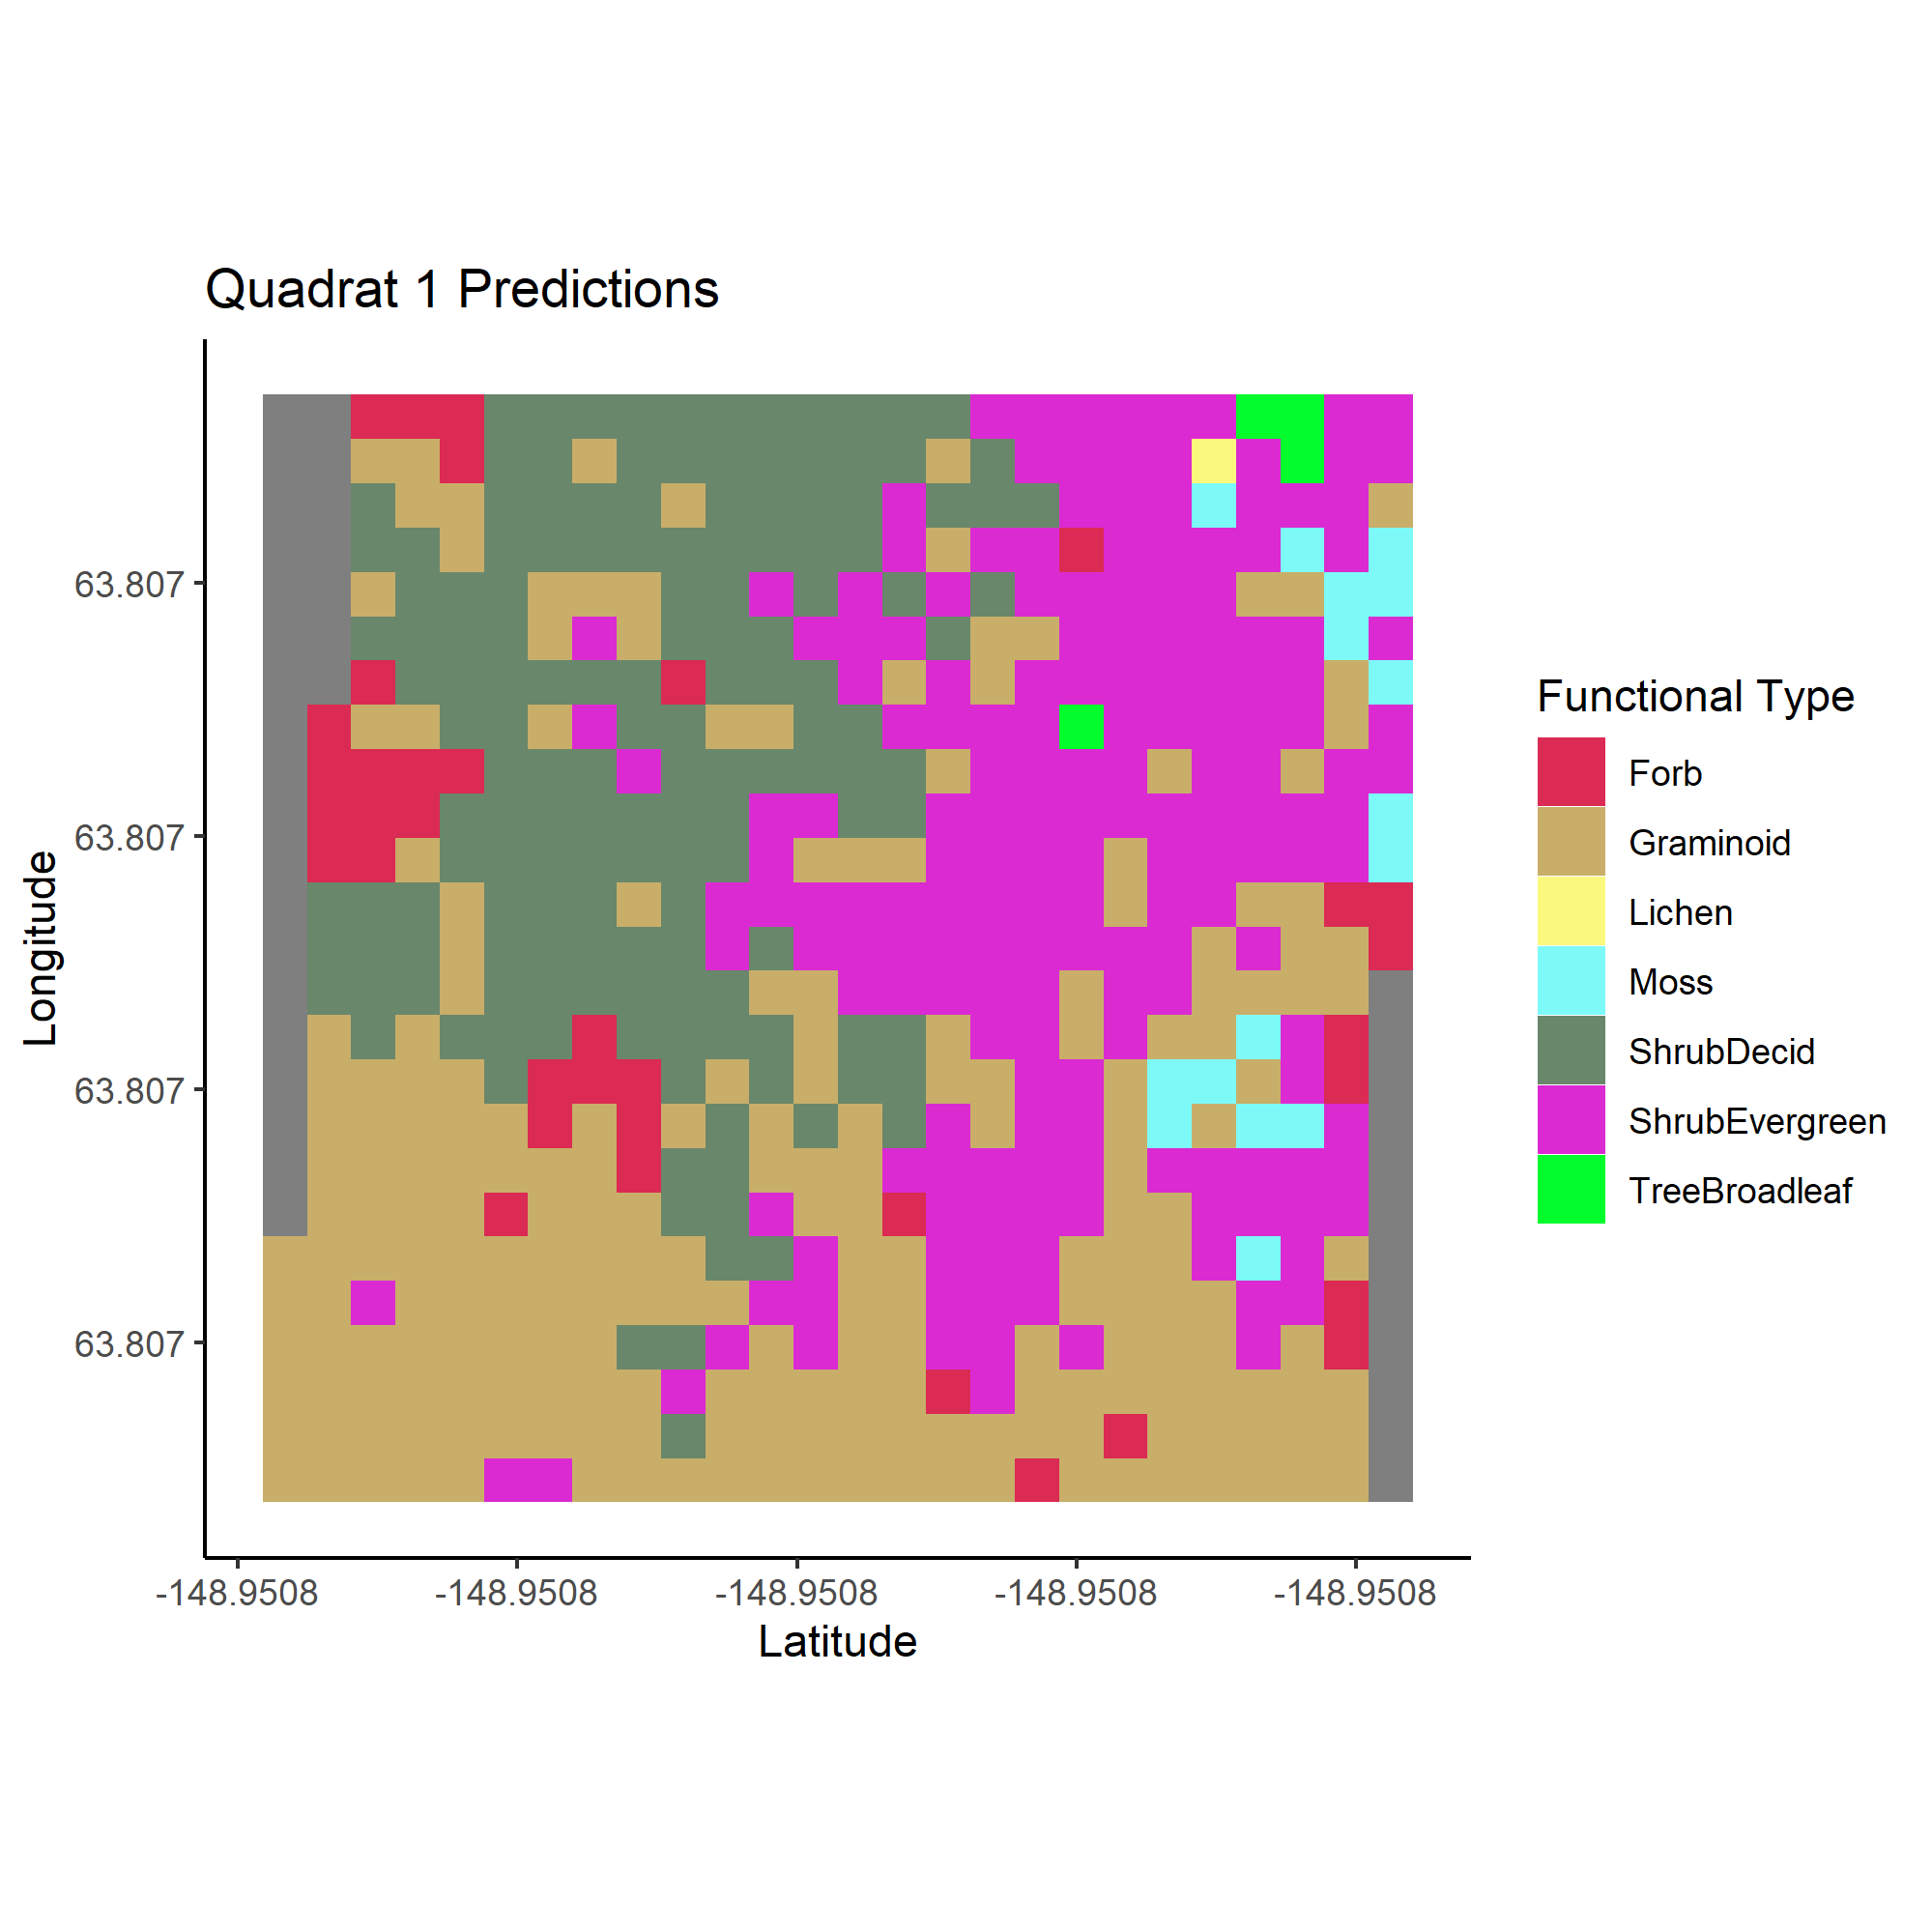 Quadrat 1 Predictions
63.807
63.807
63.807
63.807
Longitude
-148.9508 -148.9508 -148.9508 -148.9508 -148.9508
Latitude
Functional Type
Forb
Graminoid
Lichen
Moss
ShrubDecid
ShrubEvergreen
TreeBroadleaf